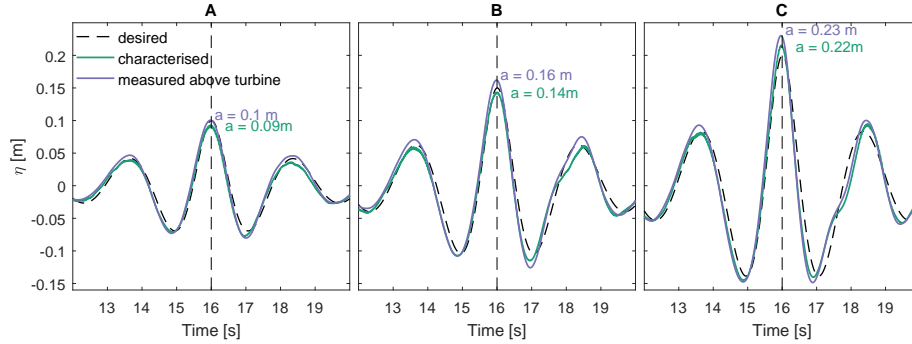 A
B
C
desired
characterised
measured above turbine
a = 0.1 m
a = 0.09m
a = 0.16 m
a = 0.14m
a = 0.23 m
a = 0.22m
η [m]
0.2
0.15
0.1
0.05
0
-0.05
-0.1
-0.15
13 14 15 16 17 18 19
13 14 15 16 17 18 19
13 14 15 16 17 18 19
Time [s]
Time [s]
Time [s]